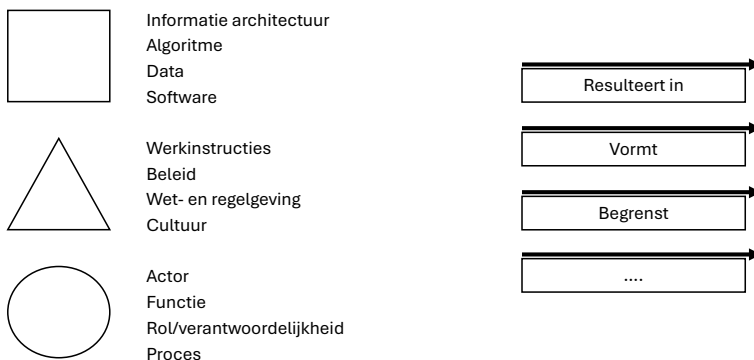 Informatie architectuur
Algoritme
Data
Software
Werkinstructies
Beleid
Wet- en regelgeving
Cultuur
Actor
Functie
Rol/verantwoordelijkheid
Proces
Resulteert in
Vormt
Begrenst
....